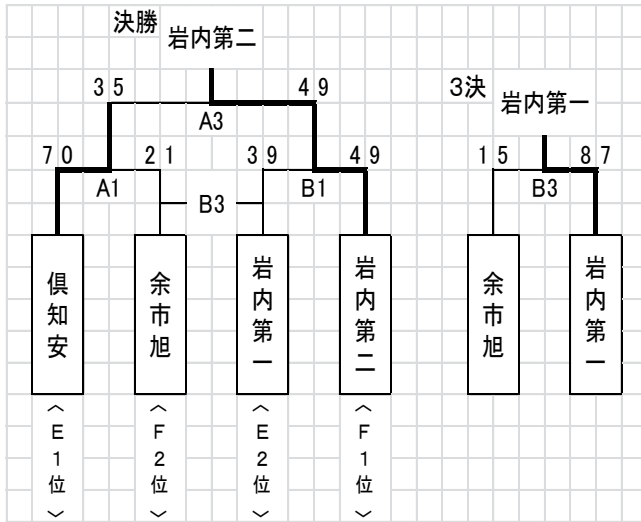 決勝 岩内第二
35 49 3決 岩内第一
A3
70 21 39 49 15 87
A1 B3 B1 B3
倶知安
余市旭
岩内第一
岩内第二
余市旭
岩内第一
〈E1位〉
〈F2位〉
〈E2位〉
〈F1位〉